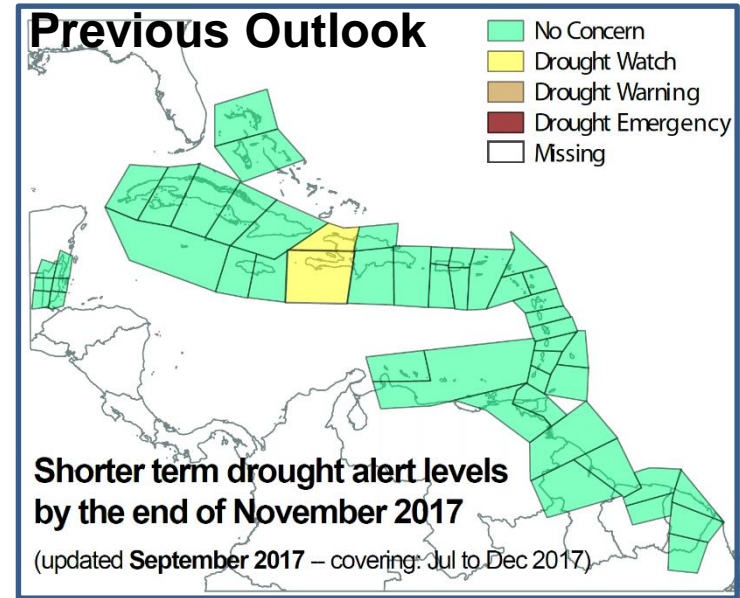 Previous Outlook
No Concern
Drought Watch
Drought Warning
Drought Emergency
Missing
Shorter term drought alert levels
by the end of November 2017
(updated September 2017 – covering: Jul to Dec 2017)